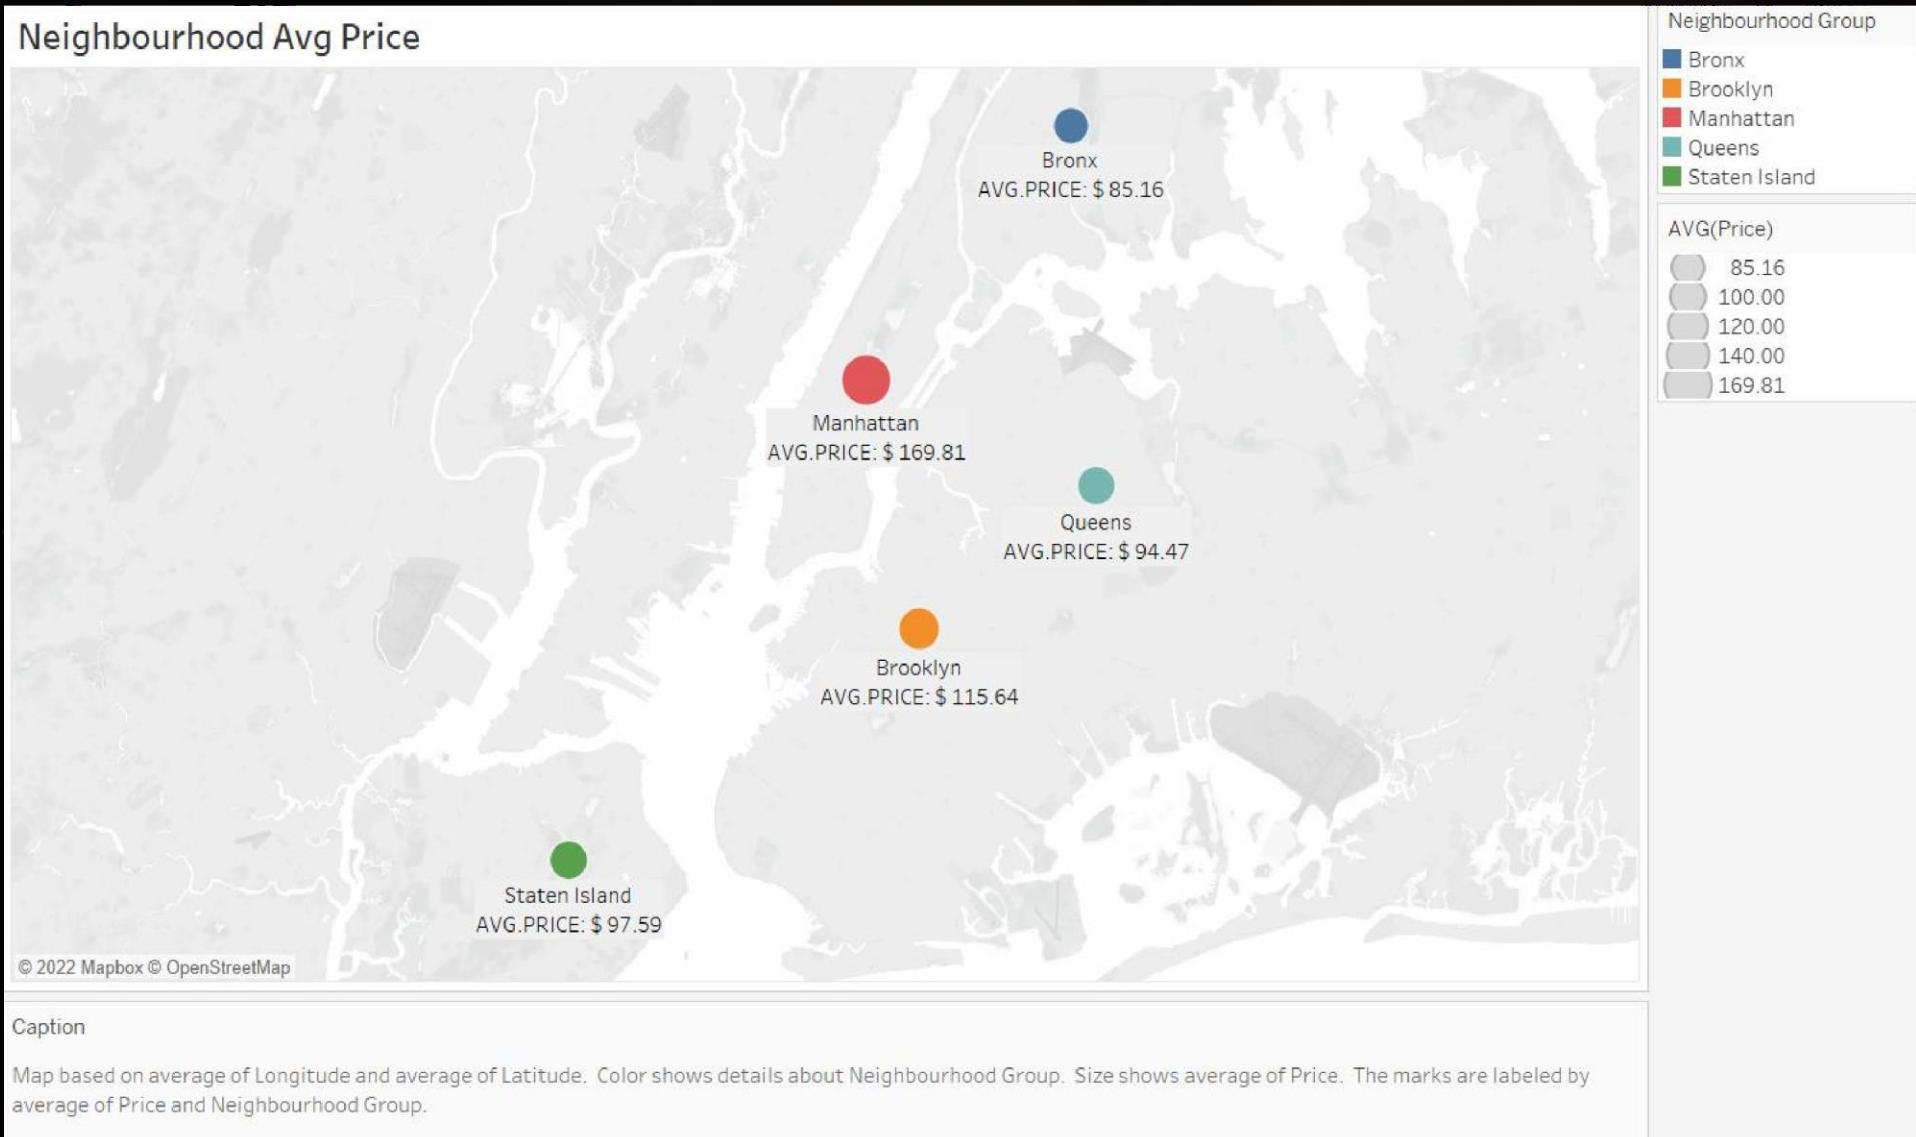 Neighbourhood Avg Price
Bronx
AVG.PRICE: $ 85.16
Manhattan
AVG.PRICE: $ 169.81
Queens
AVG.PRICE: $ 94.47
Brooklyn
AVG.PRICE: $ 115.64
Staten Island
AVG.PRICE: $ 97.59
© 2022 Mapbox © OpenStreetMap
Neighbourhood Group
Bronx
Brooklyn
Manhattan
Queens
Staten Island
AVG(Price)
85.16
100.00
120.00
140.00
169.81
Caption
Map based on average of Longitude and average of Latitude. Color shows details about Neighbourhood Group. Size shows average of Price. The marks are labeled by
average of Price and Neighbourhood Group.